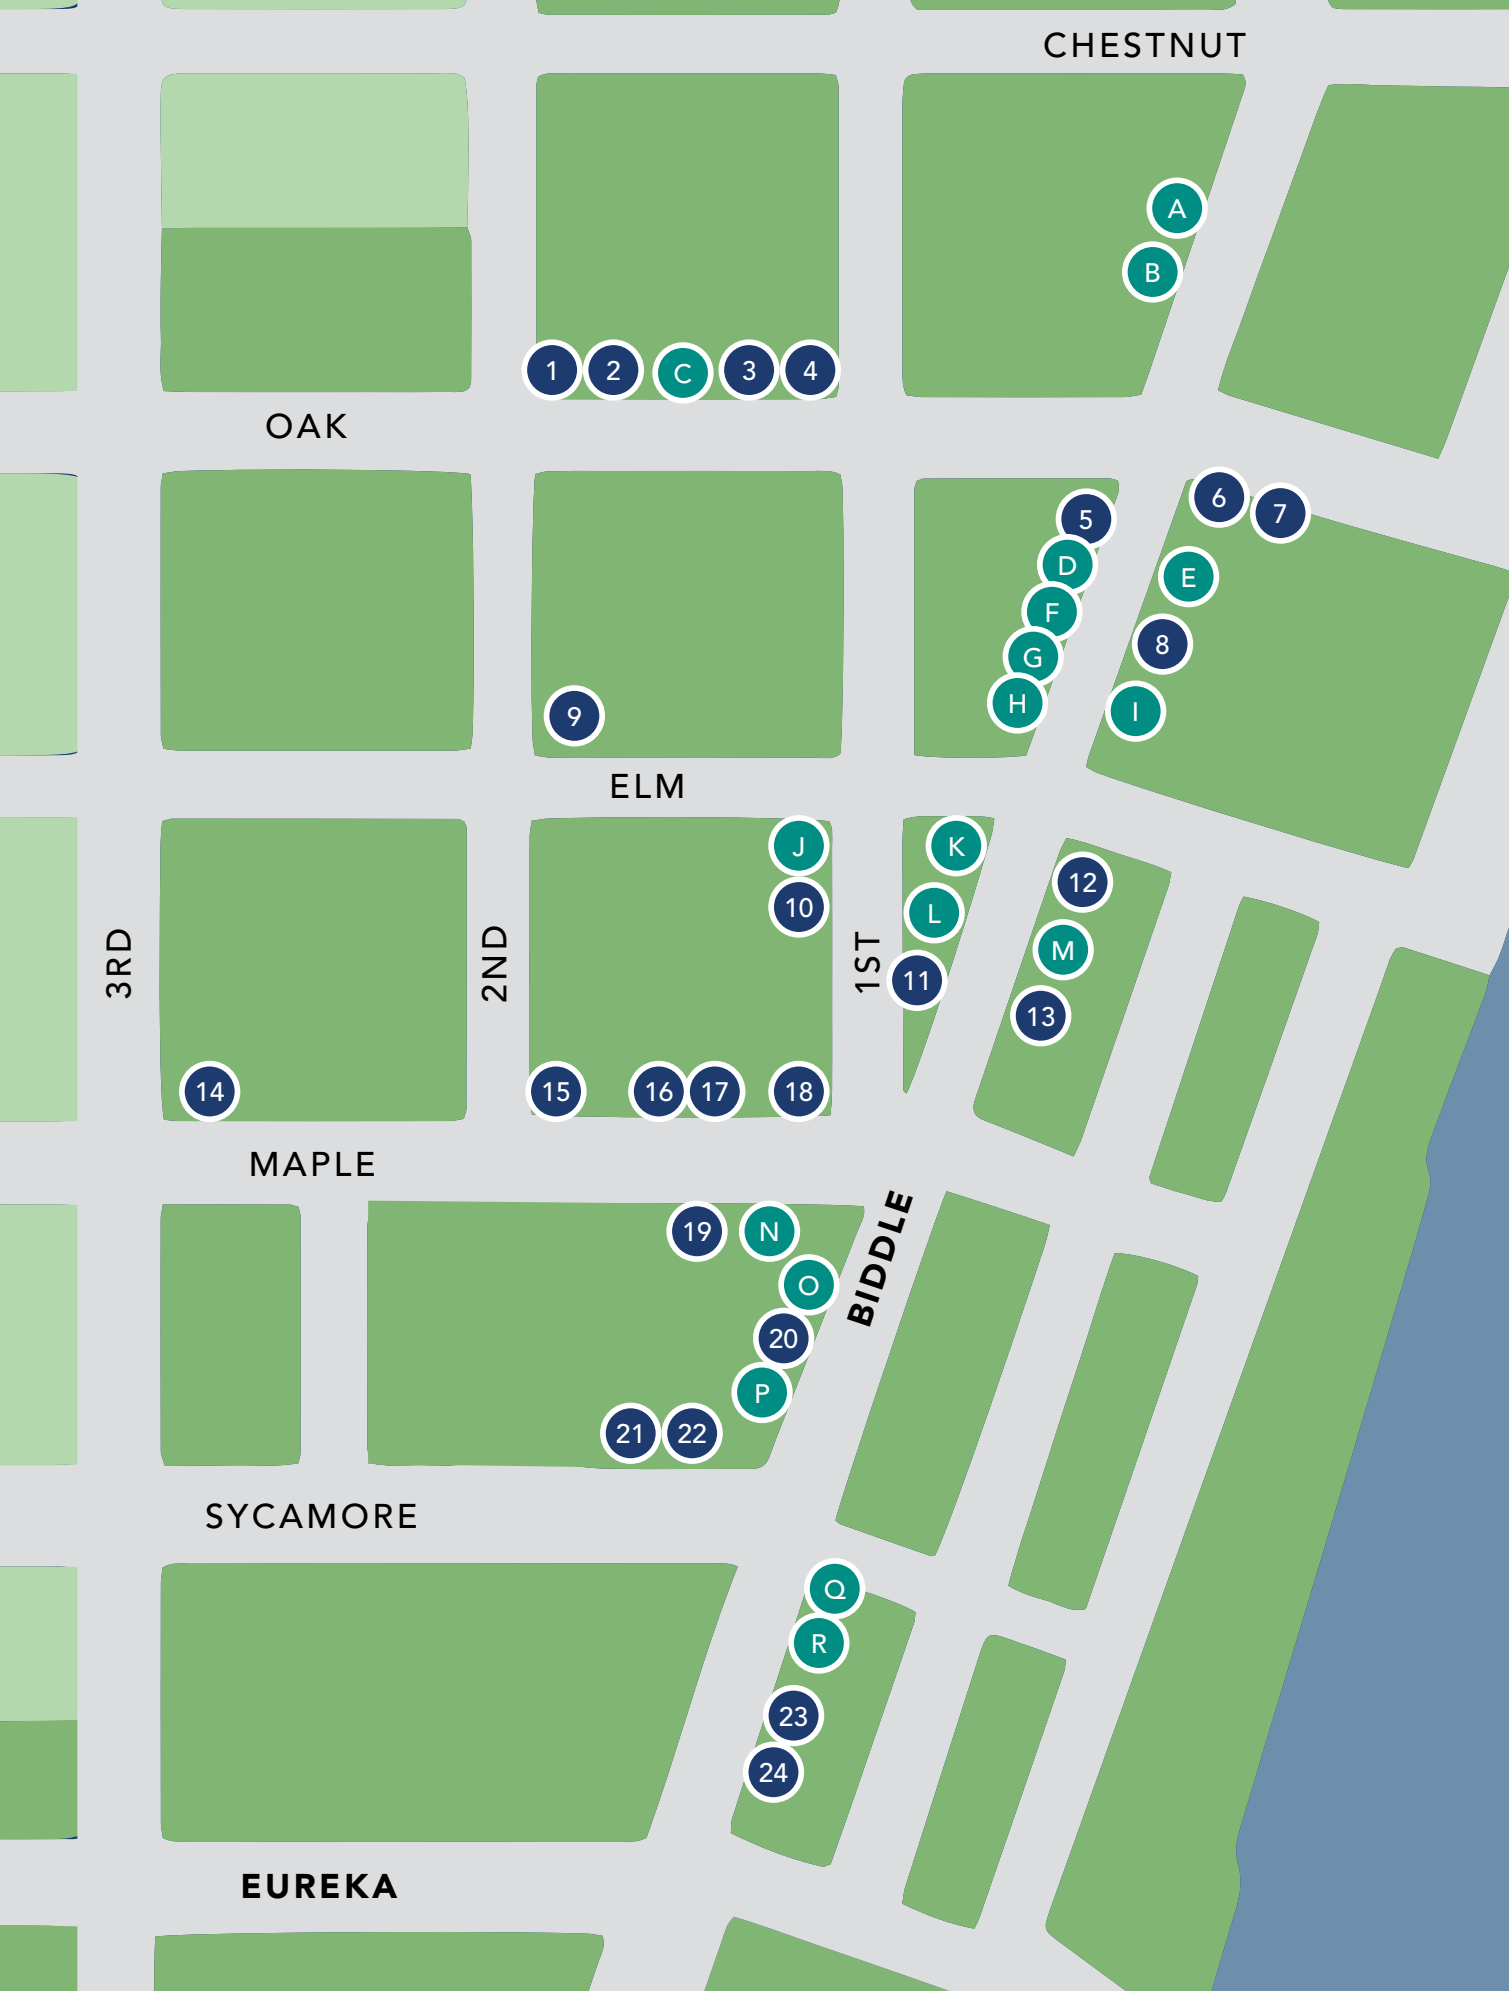 CHESTNUT
A
B
1 2 C 3 4
OAK
5
6
7
D
E
F
8
G
H
I
9
ELM
J
K
10
12
L
3RD
2ND
1ST
11
M
13
14
15 16 17 18
MAPLE
BIDDLE
19 N
O
20
P
21 22
SYCAMORE
Q
R
23
24
EUREKA